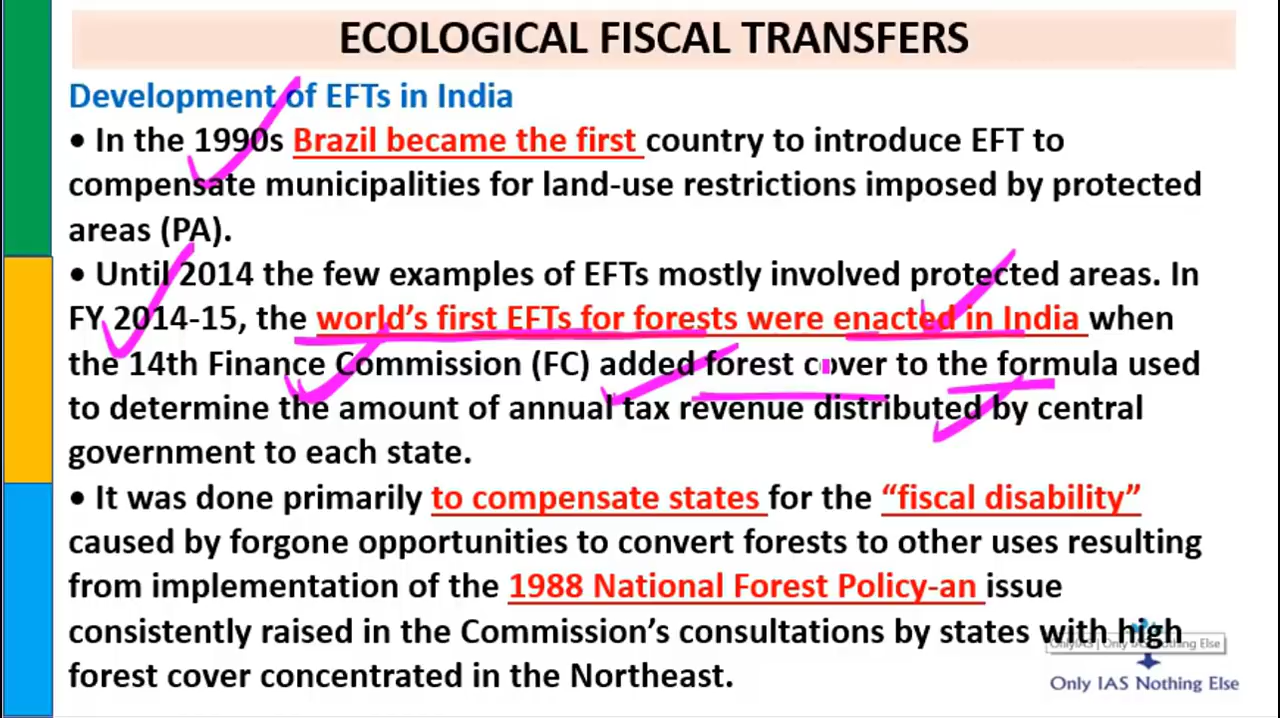 ECOLOGICAL FISCAL TRANSFERS
Development of EFTs in India
• In the 1990s Brazil became the first country to introduce EFT to
compensate municipalities for land-use restrictions imposed by protected
areas (PA).
• Until 2014 the few examples of EFTs mostly involved protected areas. In
FY 2014-15, the world's first EFTs for forests were enacted in India when
the 14th Finance Commission (FC) added forest cover to the formula used
to determine the amount of annual tax revenue distributed by central
government to each state.
• It was done primarily to compensate states for the “fiscal disability”
caused by forgone opportunities to convert forests to other uses resulting
from implementation of the 1988 National Forest Policy-an issue
consistently raised in the Commission's consultations by states with high
forest cover concentrated in the Northeast.
OnlyIAS | Only IAS Nothing Else
Only IAS Nothing Else